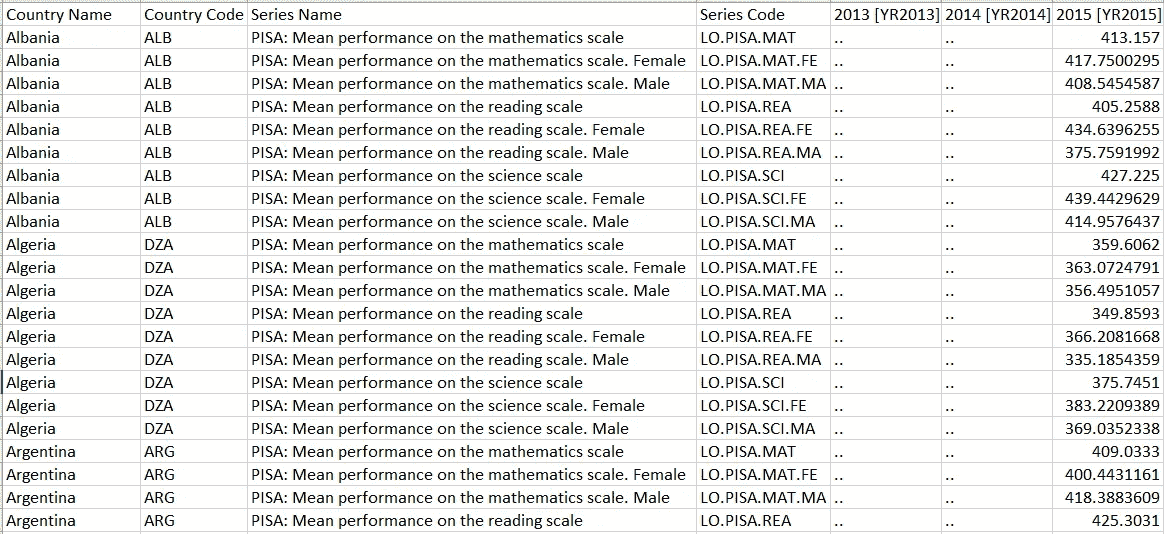 Country Name Country Code Series Name Series Code 2013 [YR2013] 2014 [YR2014] 2015 [YR2015]
Albania ALB PISA: Mean performance on the mathematics scale LO.PISA.MAT .. .. 413.157
Albania ALB PISA: Mean performance on the mathematics scale. Female LO.PISA.MAT.FE .. .. 417.7500295
Albania ALB PISA: Mean performance on the mathematics scale. Male LO.PISA.MAT.MA .. .. 408.5454587
Albania ALB PISA: Mean performance on the reading scale LO.PISA.REA .. .. 405.2588
Albania ALB PISA: Mean performance on the reading scale. Female LO.PISA.REA.FE .. .. 434.6396255
Albania ALB PISA: Mean performance on the reading scale. Male LO.PISA.REA.MA .. .. 375.7591992
Albania ALB PISA: Mean performance on the science scale LO.PISA.SCI .. .. 427.225
Albania ALB PISA: Mean performance on the science scale. Female LO.PISA.SCI.FE .. .. 439.4429629
Albania ALB PISA: Mean performance on the science scale. Male LO.PISA.SCI.MA .. .. 414.9576437
Algeria DZA PISA: Mean performance on the mathematics scale LO.PISA.MAT .. .. 359.6062
Algeria DZA PISA: Mean performance on the mathematics scale. Female LO.PISA.MAT.FE .. .. 363.0724791
Algeria DZA PISA: Mean performance on the mathematics scale. Male LO.PISA.MAT.MA .. .. 356.4951057
Algeria DZA PISA: Mean performance on the reading scale LO.PISA.REA .. .. 349.8593
Algeria DZA PISA: Mean performance on the reading scale. Female LO.PISA.REA.FE .. .. 366.2081668
Algeria DZA PISA: Mean performance on the reading scale. Male LO.PISA.REA.MA .. .. 335.1854359
Algeria DZA PISA: Mean performance on the science scale LO.PISA.SCI .. .. 375.7451
Algeria DZA PISA: Mean performance on the science scale. Female LO.PISA.SCI.FE .. .. 383.2209389
Algeria DZA PISA: Mean performance on the science scale. Male LO.PISA.SCI.MA .. .. 369.0352338
Argentina ARG PISA: Mean performance on the mathematics scale LO.PISA.MAT .. .. 409.0333
Argentina ARG PISA: Mean performance on the mathematics scale. Female LO.PISA.MAT.FE .. .. 400.4431161
Argentina ARG PISA: Mean performance on the mathematics scale. Male LO.PISA.MAT.MA .. .. 418.3883609
Argentina ARG PISA: Mean performance on the reading scale LO.PISA.REA .. .. 425.3031